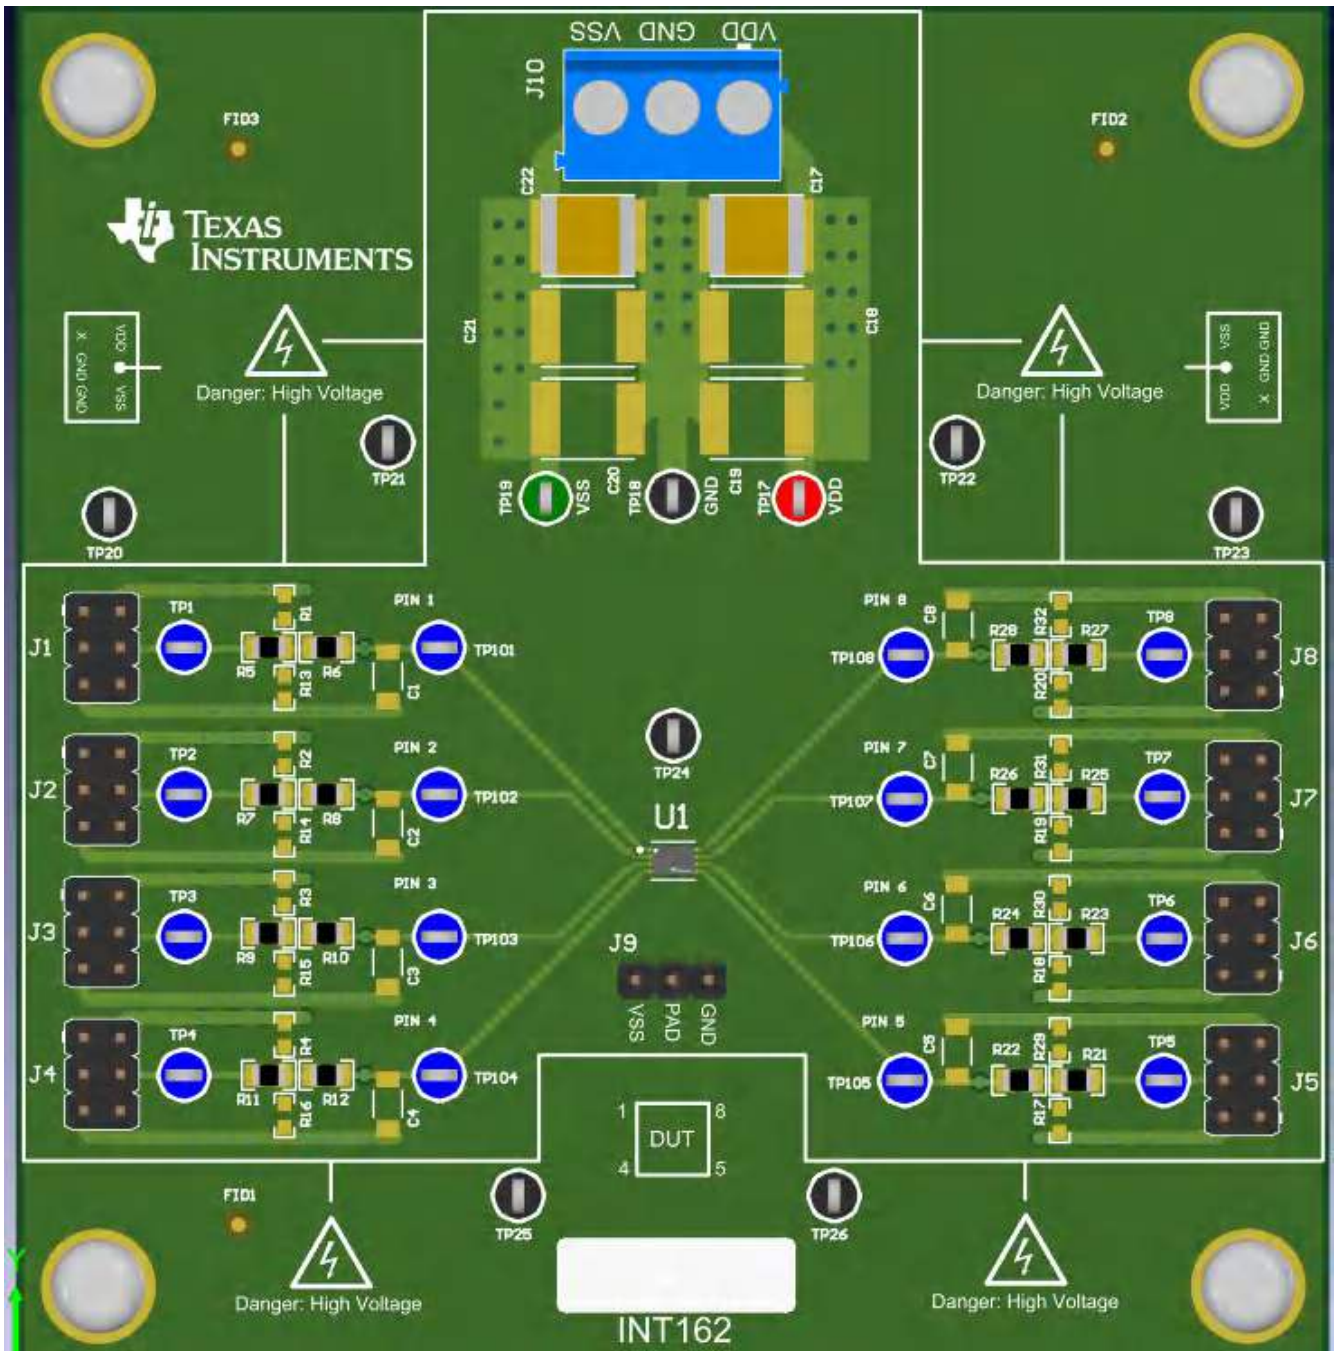 VSS GND VDD
J10
FID3
FID2
C22
C17
TEXAS
INSTRUMENTS
C21
C18
X VDD
GND GND VSS
VSS GND GND
VDD X
Danger: High Voltage
Danger: High Voltage
TP21
TP22
TP19 VSS C20 TP18 GND C19 TP17 VDD
TP20
TP23
J1
TP1
R1
PIN 1
R5
R6
R13
C1
TP101
PIN 8
C8
R32
R28
R27
TP8
TP108
R20
J8
J2
TP2
R2
PIN 2
R7
R8
R14
C2
TP102
TP24
U1
PIN 7
C7
R31
R26
R25
TP7
TP107
R19
J7
J3
TP3
R3
PIN 3
R9
R10
R15
C3
TP103
PIN 6
C6
R30
R24
R23
TP6
TP106
R18
J6
J9
VSS PAD GND
J4
TP4
R4
PIN 4
R11
R12
R16
C4
TP104
PIN 5
C5
R29
R22
R21
TP5
TP105
R17
J5
1 8
DUT
4 5
FID1
TP25
TP26
Danger: High Voltage
Danger: High Voltage
INT162
Y